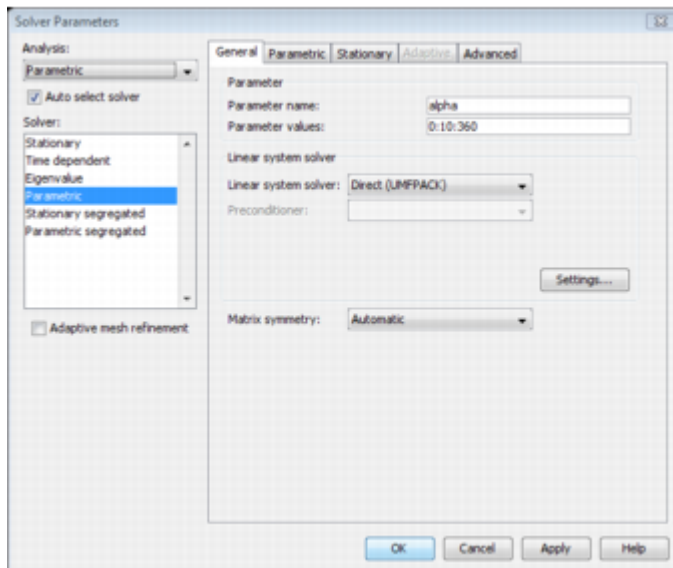 Solver Parameters
Analysis:
Parametric
Auto select solver
Solver:
Stationary
Time dependent
Eigenvalue
Parametric
Stationary segregated
Parametric segregated
Adaptive mesh refinement
General Parametric Stationary Adaptive Advanced
Parameter
Parameter name: alpha
Parameter values: 0:10:360
Linear system solver
Linear system solver: Direct (UMFPACK)
Preconditioner:
Settings...
Matrix symmetry: Automatic
OK Cancel Apply Help